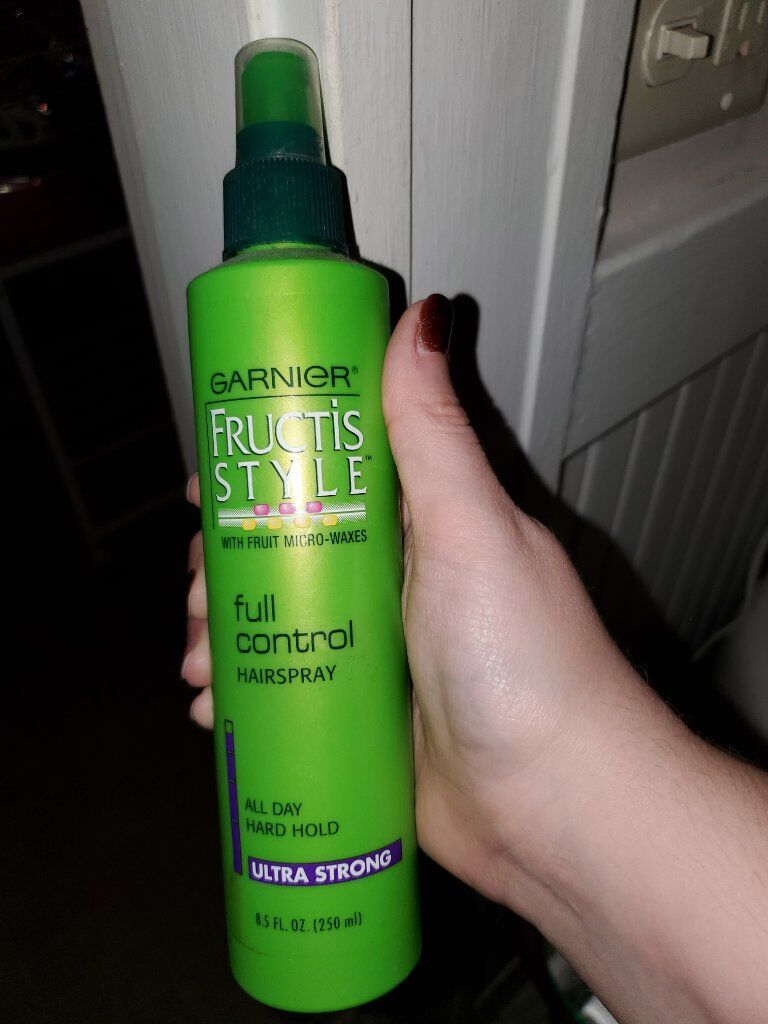 GARNIER®
FRUCTIS
STYLE™
WITH FRUIT MICRO-WAXES
full
control
HAIRSPRAY
ALL DAY
HARD HOLD
ULTRA STRONG
8.5 FL. OZ. (250 ml)